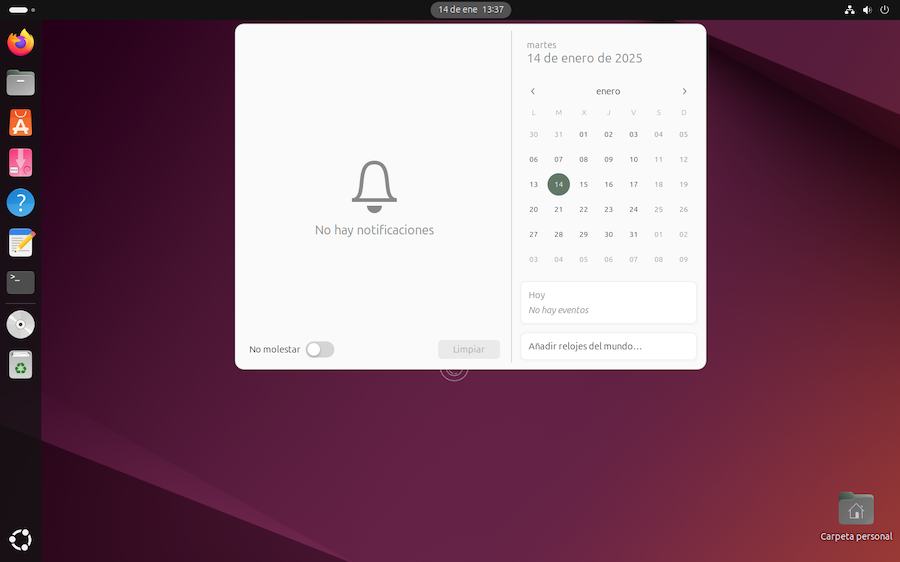 14 de ene 13:37
No hay notificaciones
No molestar
Limpiar
martes
14 de enero de 2025
enero
L M X J V S D
30 31 01 02 03 04 05
06 07 08 09 10 11 12
13 14 15 16 17 18 19
20 21 22 23 24 25 26
27 28 29 30 31 01 02
03 04 05 06 07 08 09
Hoy
No hay eventos
Añadir relojes del mundo…
Carpeta personal